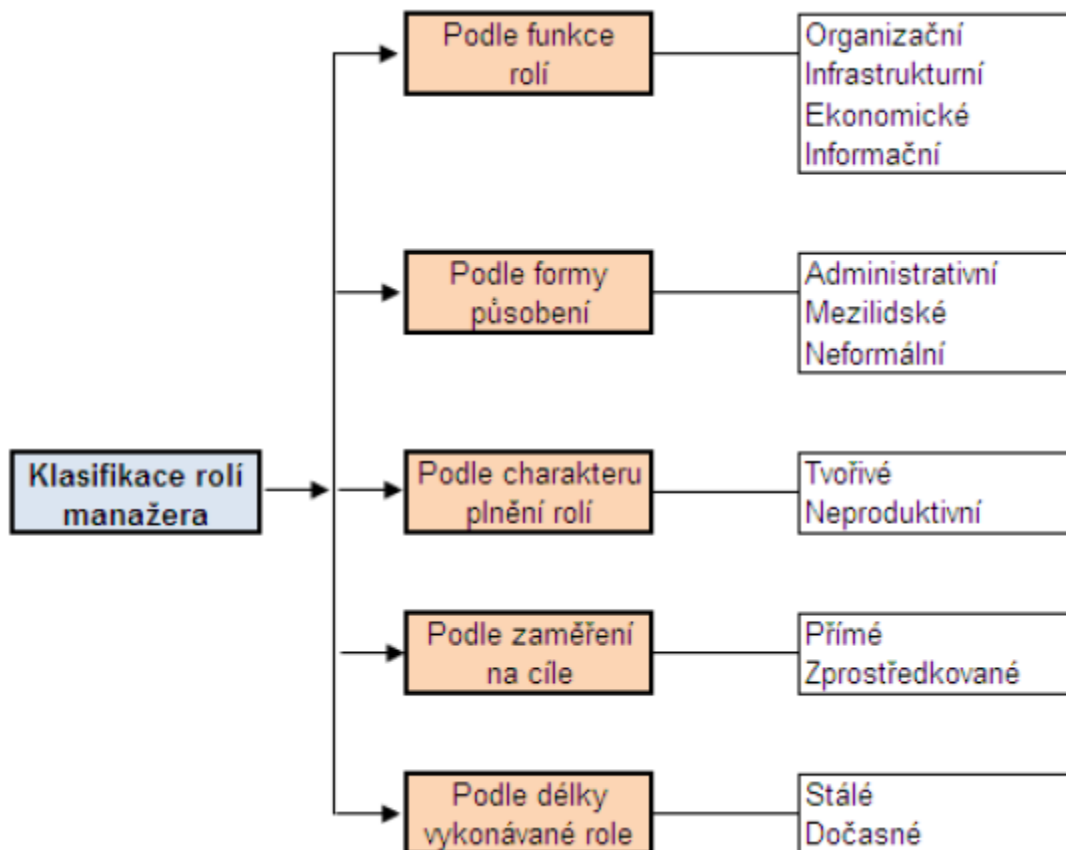 Podle funkce
rolí
Organizační
Infrastrukturní
Ekonomické
Informační
Podle formy
působení
Administrativní
Mezilidské
Neformální
Klasifikace rolí
manažera
Podle charakteru
plnění rolí
Tvořivé
Neproduktivní
Podle zaměření
na cíle
Přímé
Zprostředkované
Podle délky
vykonávané role
Stálé
Dočasné